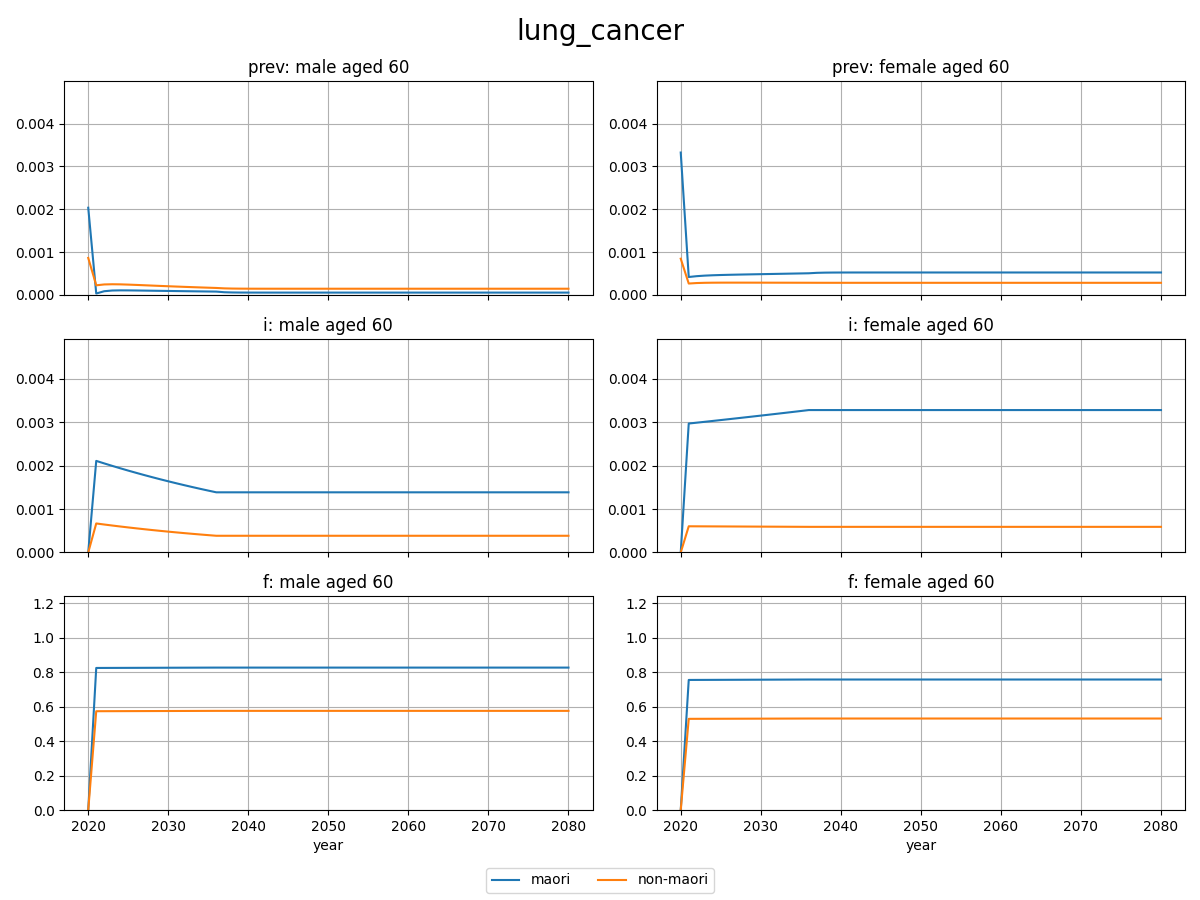 lung_cancer
prev: male aged 60
0.004
0.003
0.002
0.001
0.000
prev: female aged 60
0.004
0.003
0.002
0.001
0.000
i: male aged 60
0.004
0.003
0.002
0.001
0.000
i: female aged 60
0.004
0.003
0.002
0.001
0.000
f: male aged 60
1.2
1.0
0.8
0.6
0.4
0.2
0.0
2020 2030 2040 2050 2060 2070 2080
year
f: female aged 60
1.2
1.0
0.8
0.6
0.4
0.2
0.0
2020 2030 2040 2050 2060 2070 2080
year
maori non-maori